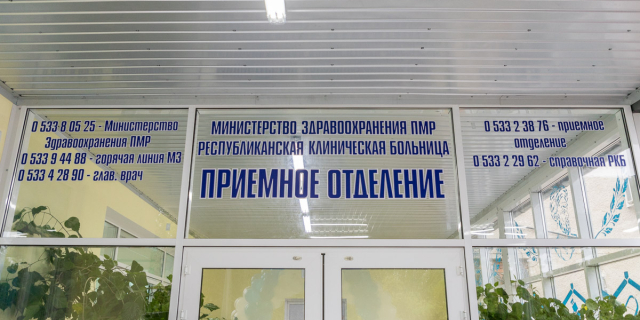 0 533 8 05 25 - Министерство
Здравоохранения ПМР
0 533 9 44 88 - горячая линия МЗ
0 533 4 28 90 - глав. врач
МИНИСТЕРСТВО ЗДРАВООХРАНЕНИЯ ПМР
РЕСПУБЛИКАНСКАЯ КЛИНИЧЕСКАЯ БОЛЬНИЦА
ПРИЕМНОЕ ОТДЕЛЕНИЕ
0 533 2 38 76 - приемное
отделение
0 533 2 29 62 - справочная РКБ